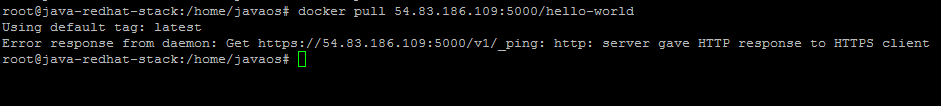 root@java-redhat-stack:/home/javaos# docker pull 54.83.186.109:5000/hello-world
Using default tag: latest
Error response from daemon: Get https://54.83.186.109:5000/v1/_ping: http: server gave HTTP response to HTTPS client
root@java-redhat-stack:/home/javaos#